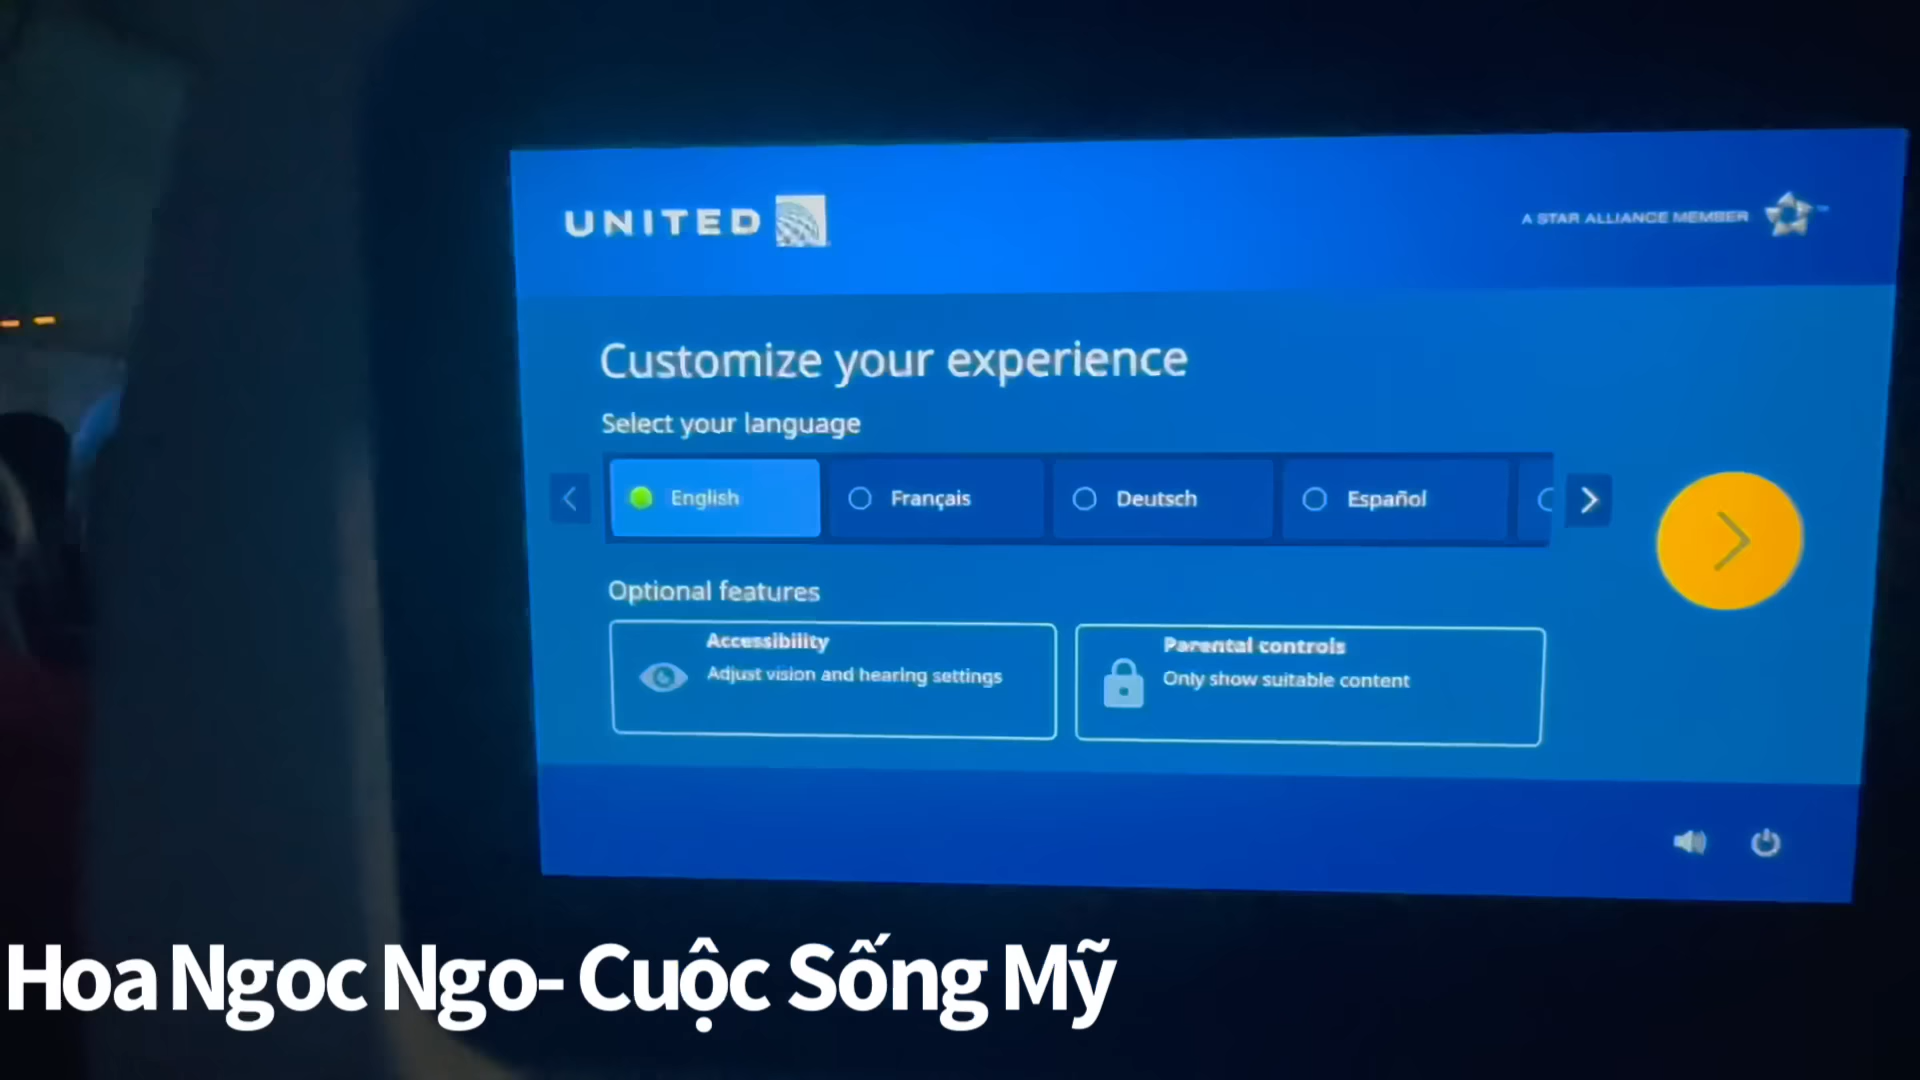 UNITED
A STAR ALLIANCE MEMBER
Customize your experience
Select your language
English
Français
Deutsch
Español
Optional features
Accessibility
Adjust vision and hearing settings
Parental controls
Only show suitable content
Hoa Ngoc Ngo- Cuộc Sống Mỹ